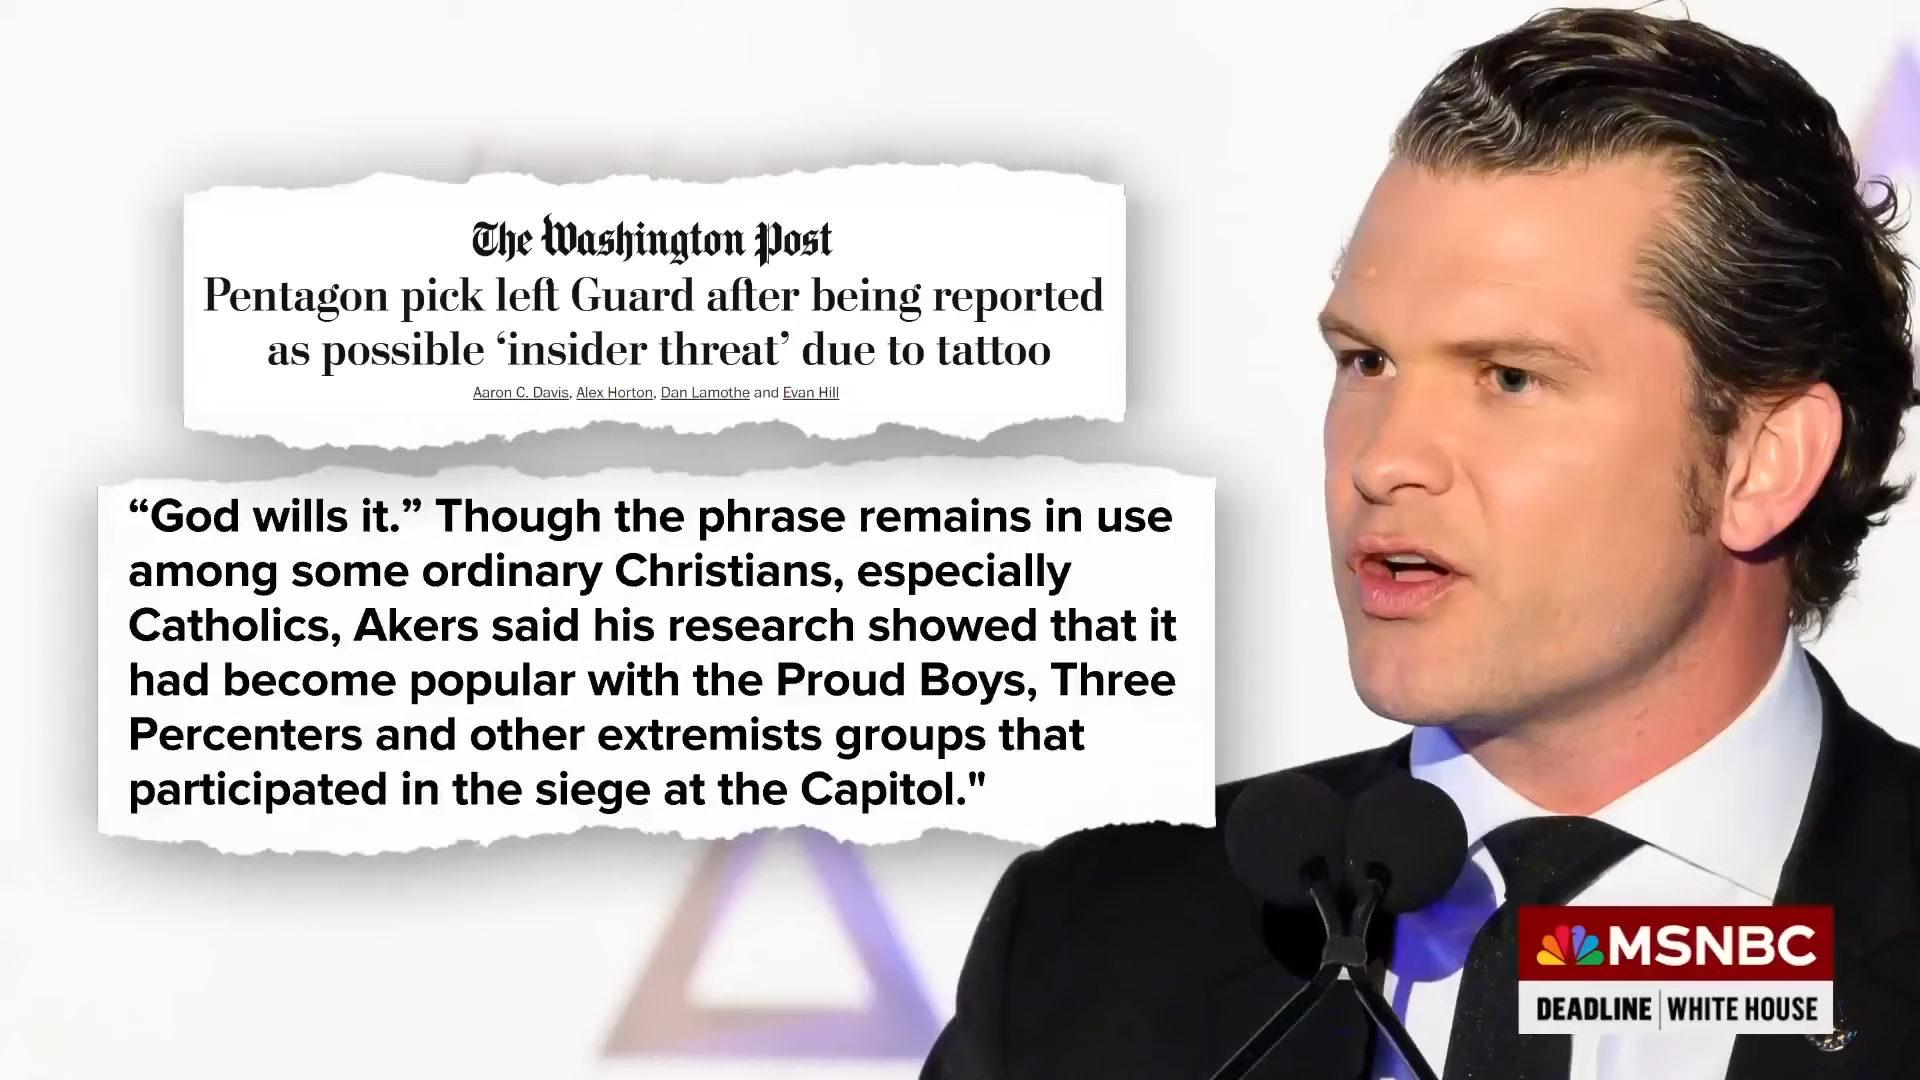 The Washington Post
Pentagon pick left Guard after being reported
as possible ‘insider threat’ due to tattoo
Aaron C. Davis, Alex Horton, Dan Lamothe and Evan Hill
“God wills it.” Though the phrase remains in use
among some ordinary Christians, especially
Catholics, Akers said his research showed that it
had become popular with the Proud Boys, Three
Percenters and other extremists groups that
participated in the siege at the Capitol."
MSNBC
DEADLINE | WHITE HOUSE